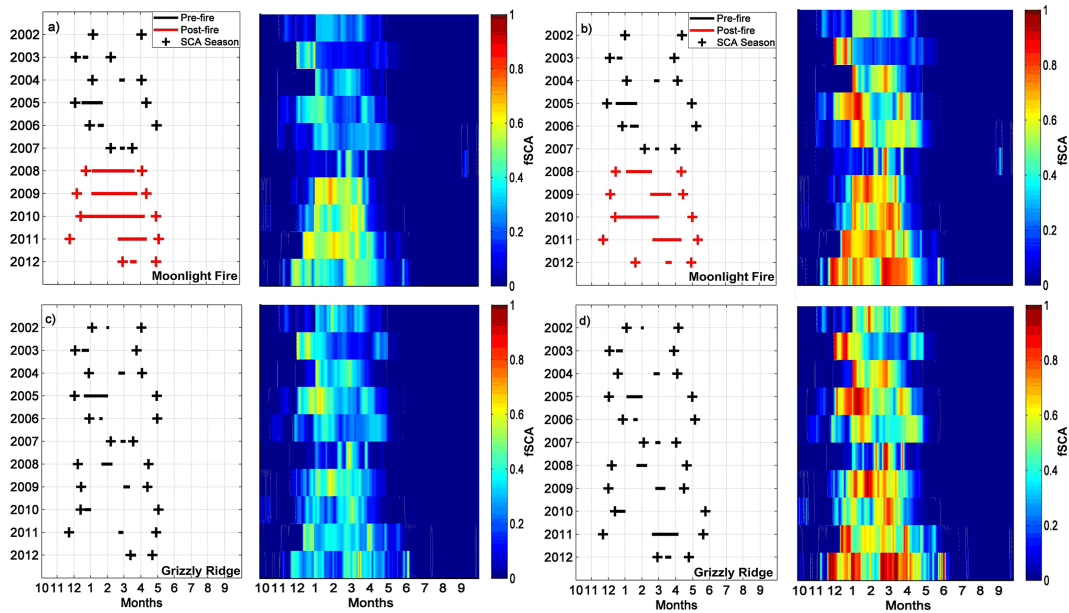 a)
Pre-fire
Post-fire
SCA Season
2002
2003
2004
2005
2006
2007
2008
2009
2010
2011
2012
Moonlight Fire
1
0.8
0.6
0.4
0.2
0
fSCA
b)
Pre-fire
Post-fire
SCA Season
2002
2003
2004
2005
2006
2007
2008
2009
2010
2011
2012
Moonlight Fire
1
0.8
0.6
0.4
0.2
0
fSCA
c)
2002
2003
2004
2005
2006
2007
2008
2009
2010
2011
2012
Grizzly Ridge
10 11 12 1 2 3 4 5 6 7 8 9
Months
10 11 12 1 2 3 4 5 6 7 8 9
Months
1
0.8
0.6
0.4
0.2
0
fSCA
d)
2002
2003
2004
2005
2006
2007
2008
2009
2010
2011
2012
Grizzly Ridge
10 11 12 1 2 3 4 5 6 7 8 9
Months
10 11 12 1 2 3 4 5 6 7 8 9
Months
1
0.8
0.6
0.4
0.2
0
fSCA